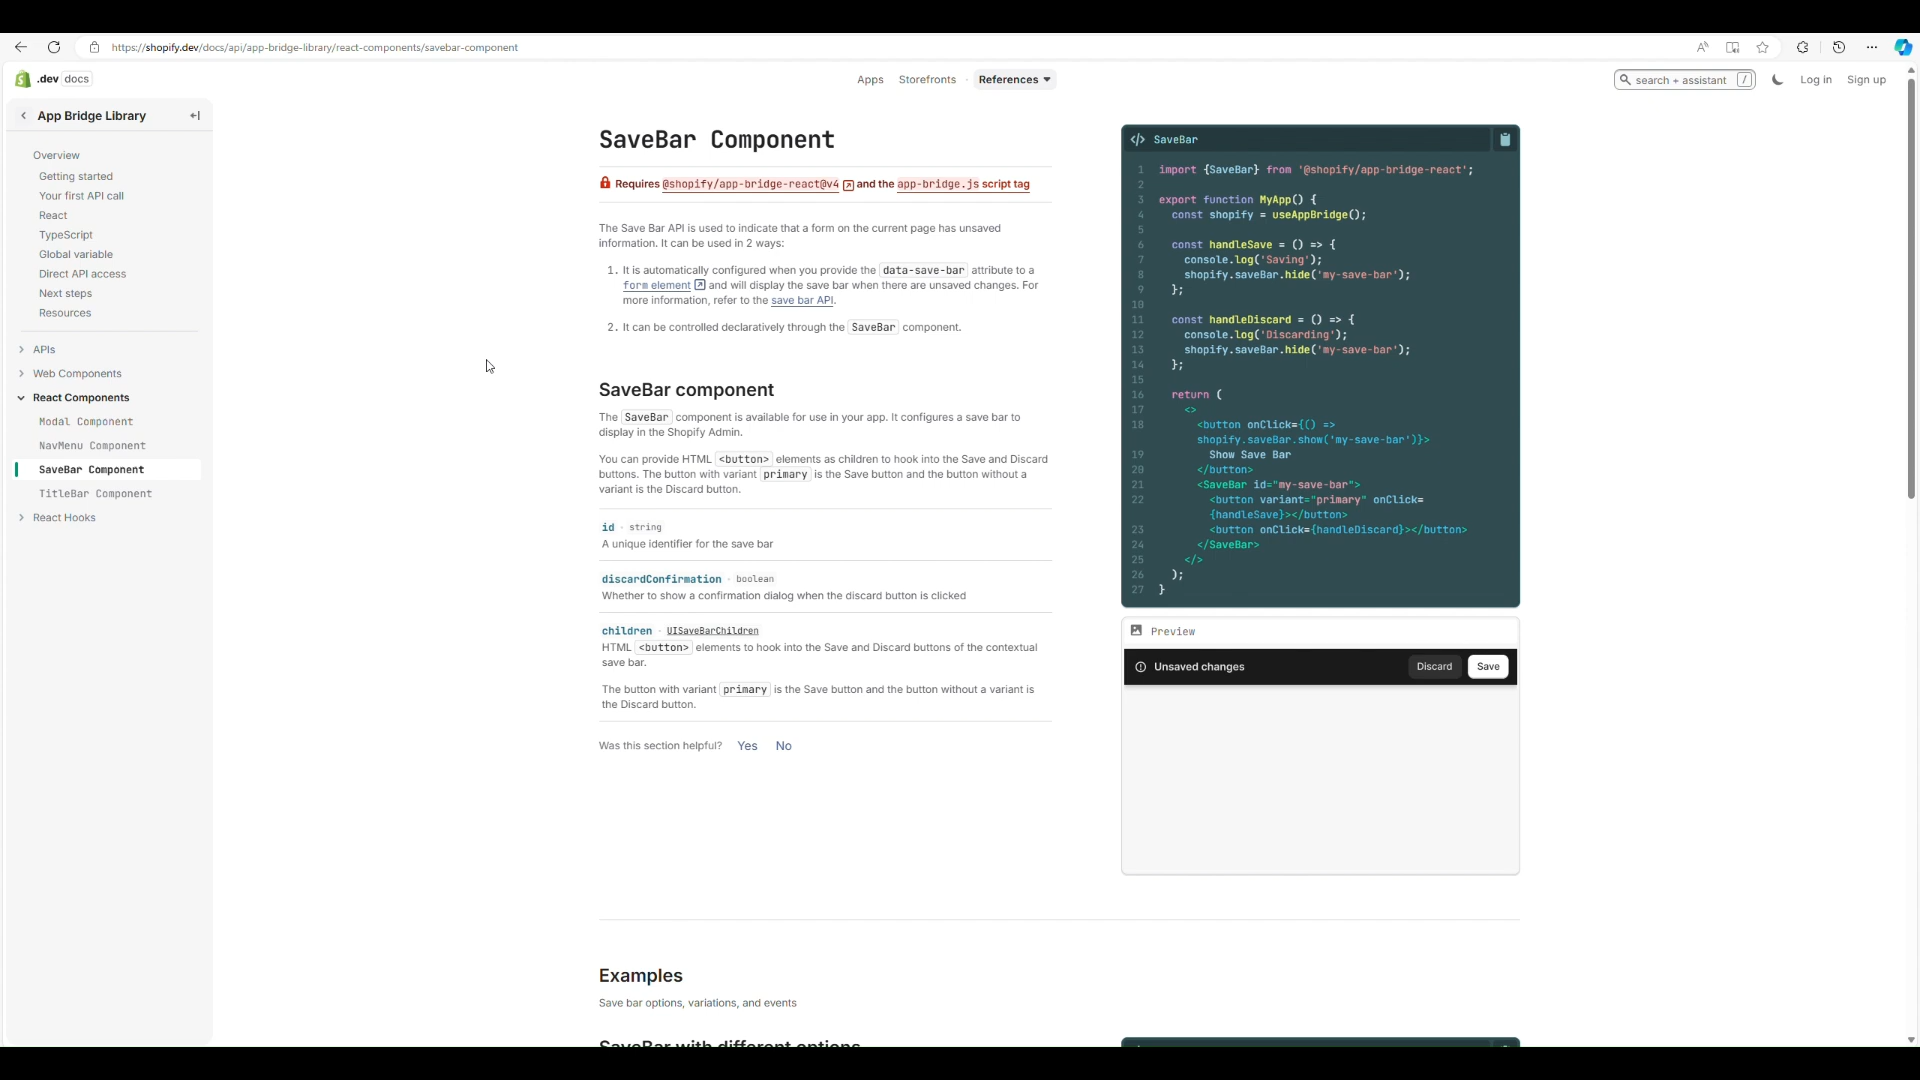 https://shopify.dev/docs/api/app-bridge-library/react-components/savebar-component
.dev docs
Apps
Storefronts
References
search + assistant /
Log in
Sign up
App Bridge Library
Overview
Getting started
Your first API call
React
TypeScript
Global variable
Direct API access
Next steps
Resources
APIs
Web Components
React Components
Modal Component
NavMenu Component
SaveBar Component
TitleBar Component
React Hooks
SaveBar Component
Requires @shopify/app-bridge-react@v4 and the app-bridge.js script tag
The Save Bar API is used to indicate that a form on the current page has unsaved
information. It can be used in 2 ways:
1. It is automatically configured when you provide the data-save-bar attribute to a
form element and will display the save bar when there are unsaved changes. For
more information, refer to the save bar API.
2. It can be controlled declaratively through the SaveBar component.
SaveBar component
The SaveBar component is available for use in your app. It configures a save bar to
display in the Shopify Admin.
You can provide HTML <button> elements as children to hook into the Save and Discard
buttons. The button with variant primary is the Save button and the button without a
variant is the Discard button.
id · string
A unique identifier for the save bar
discardConfirmation · boolean
Whether to show a confirmation dialog when the discard button is clicked
children · UISaveBarChildren
HTML <button> elements to hook into the Save and Discard buttons of the contextual
save bar.
The button with variant primary is the Save button and the button without a variant is
the Discard button.
Was this section helpful? Yes No
</> SaveBar
1 import {SaveBar} from '@shopify/app-bridge-react';
2
3 export function MyApp() {
4 const shopify = useAppBridge();
5
6 const handleSave = () => {
7 console.log('Saving');
8 shopify.saveBar.hide('my-save-bar');
9 };
10
11 const handleDiscard = () => {
12 console.log('Discarding');
13 shopify.saveBar.hide('my-save-bar');
14 };
15
16 return (
17 <>
18 <button onClick={() =>
shopify.saveBar.show('my-save-bar')}>
19 Show Save Bar
20 </button>
21 <SaveBar id="my-save-bar">
22 <button variant="primary" onClick=
{handleSave}></button>
23 <button onClick={handleDiscard}></button>
24 </SaveBar>
25 </>
26 );
27 }
Preview
Unsaved changes
Discard
Save
Examples
Save bar options, variations, and events
SaveBar with different options